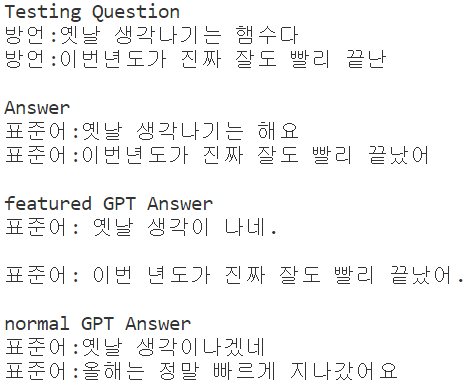 Testing Question
방언:옛날 생각나기는 햄수다
방언:이번년도가 진짜 잘도 빨리 끝난
Answer
표준어:옛날 생각나기는 해요
표준어:이번년도가 진짜 잘도 빨리 끝났어
featured GPT Answer
표준어: 옛날 생각이 나네.
표준어: 이번 년도가 진짜 잘도 빨리 끝났어.
normal GPT Answer
표준어:옛날 생각이나겠네
표준어:올해는 정말 빠르게 지나갔어요